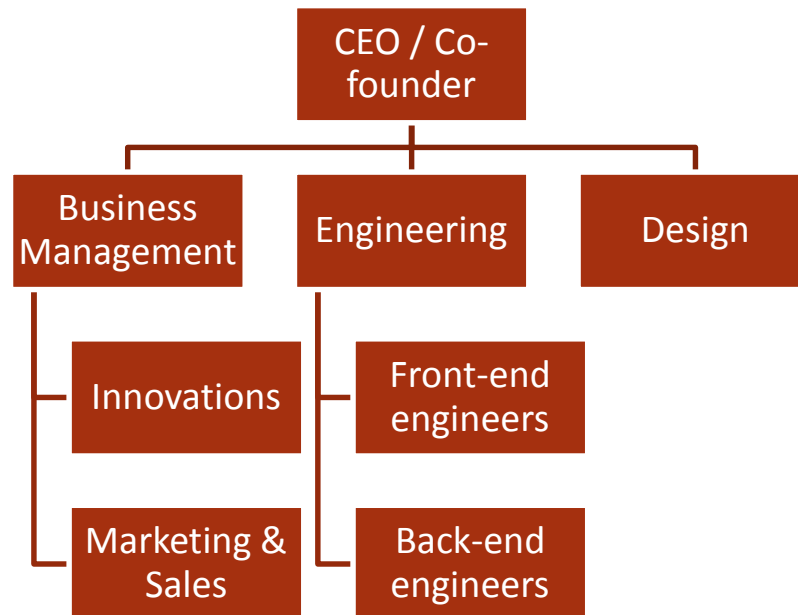 CEO / Co-
founder
Business
Management
Engineering
Design
Innovations
Front-end
engineers
Marketing &
Sales
Back-end
engineers